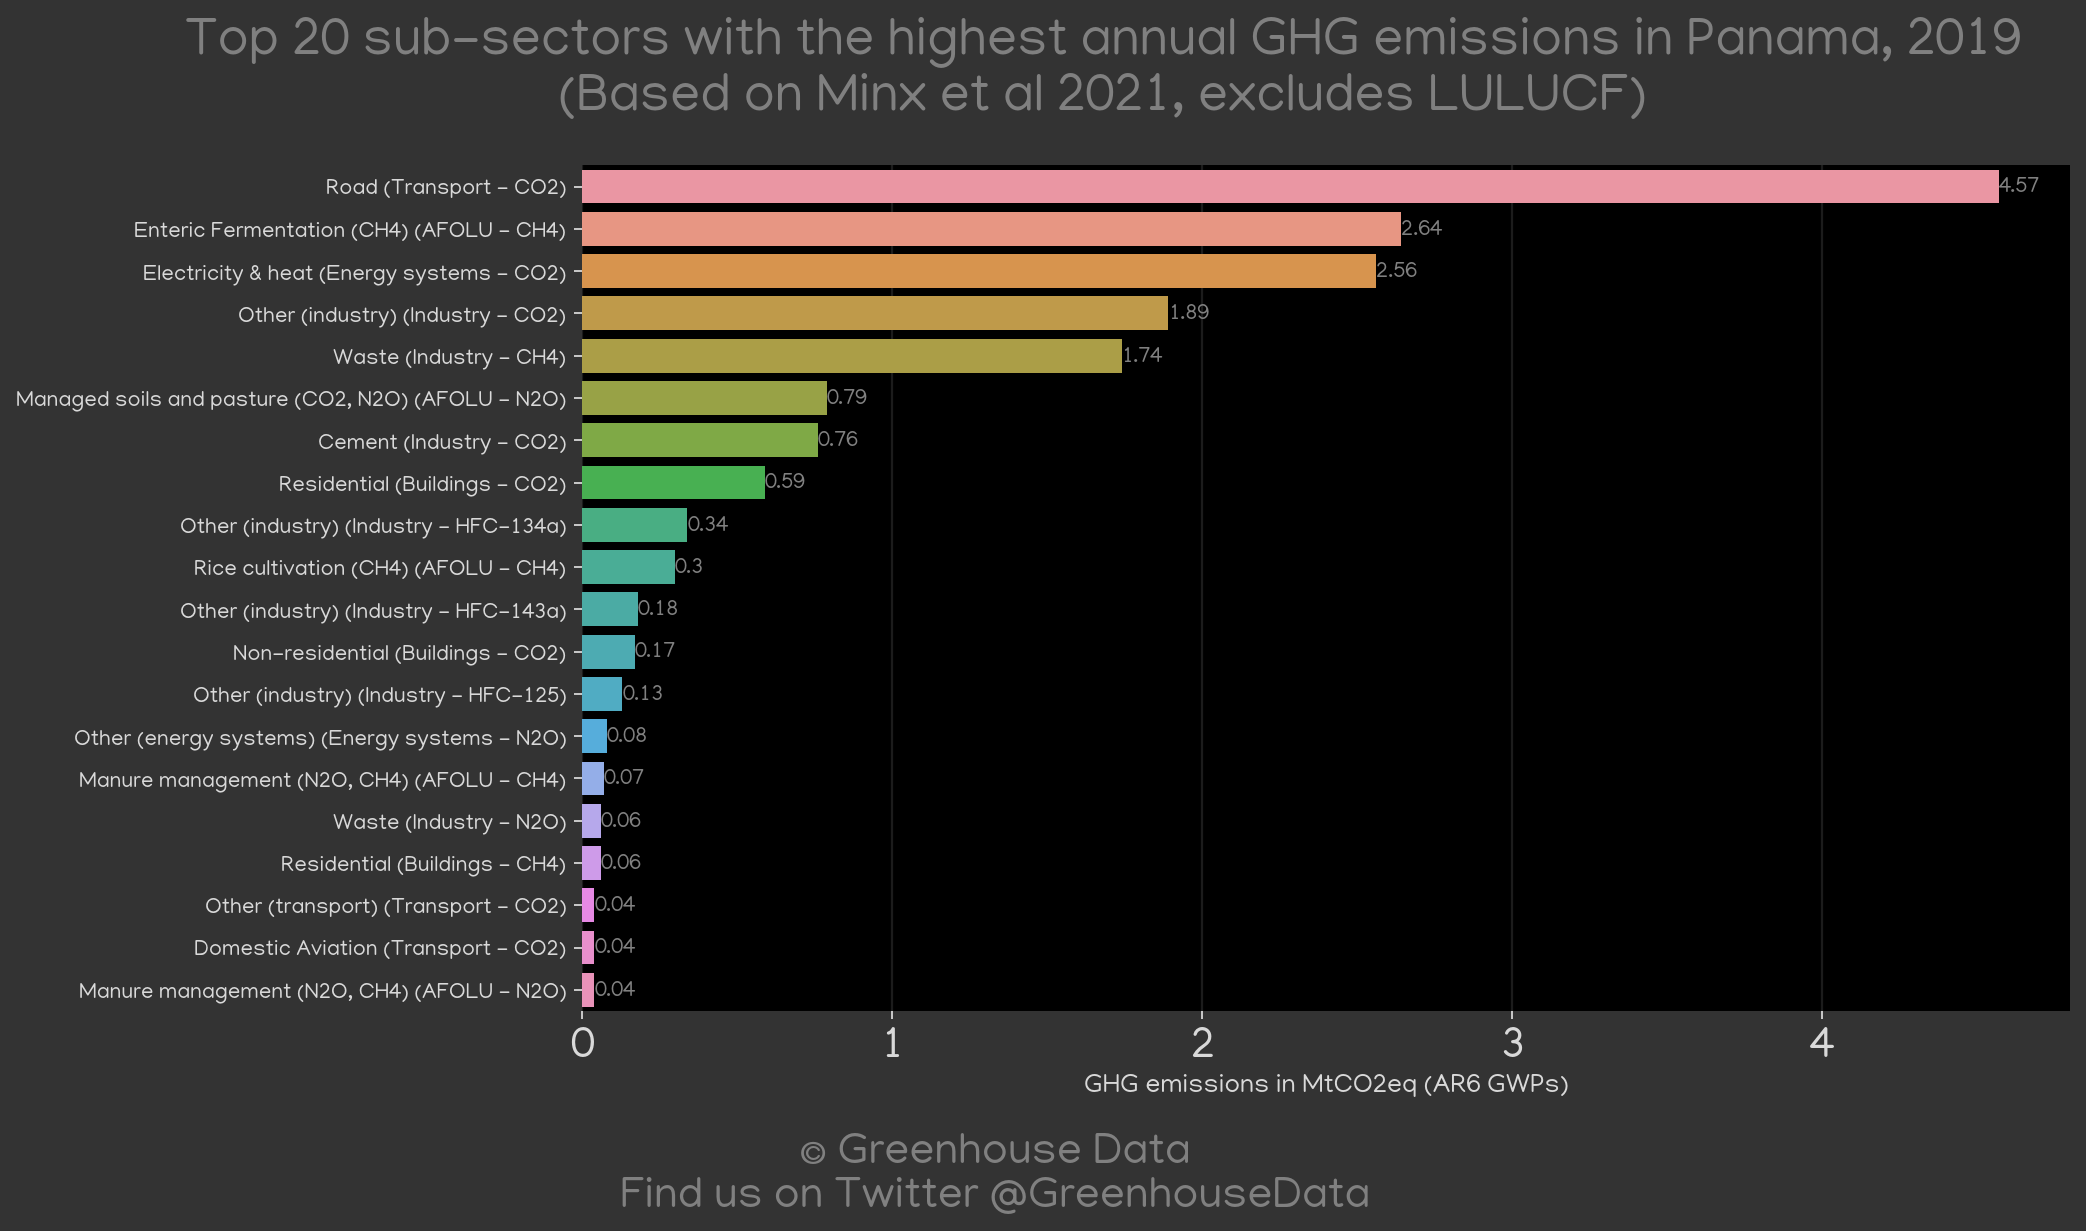 Top 20 sub-sectors with the highest annual GHG emissions in Panama, 2019
(Based on Minx et al 2021, excludes LULUCF)
Road (Transport - CO2) 4.57
Enteric Fermentation (CH4) (AFOLU - CH4) 2.64
Electricity & heat (Energy systems - CO2) 2.56
Other (industry) (Industry - CO2) 1.89
Waste (Industry - CH4) 1.74
Managed soils and pasture (CO2, N2O) (AFOLU - N2O) 0.79
Cement (Industry - CO2) 0.76
Residential (Buildings - CO2) 0.59
Other (industry) (Industry - HFC-134a) 0.34
Rice cultivation (CH4) (AFOLU - CH4) 0.3
Other (industry) (Industry - HFC-143a) 0.18
Non-residential (Buildings - CO2) 0.17
Other (industry) (Industry - HFC-125) 0.13
Other (energy systems) (Energy systems - N2O) 0.08
Manure management (N2O, CH4) (AFOLU - CH4) 0.07
Waste (Industry - N2O) 0.06
Residential (Buildings - CH4) 0.06
Other (transport) (Transport - CO2) 0.04
Domestic Aviation (Transport - CO2) 0.04
Manure management (N2O, CH4) (AFOLU - N2O) 0.04
0 1 2 3 4
GHG emissions in MtCO2eq (AR6 GWPs)
© Greenhouse Data
Find us on Twitter @GreenhouseData